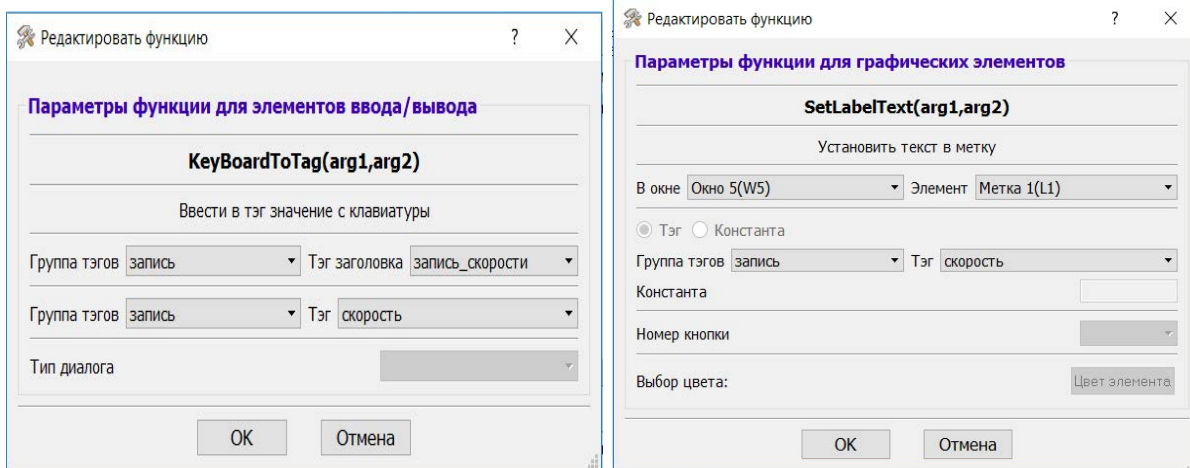 Редактировать функцию ?
Параметры функции для элементов ввода/вывода
KeyBoardToTag(arg1,arg2)
Ввести в тэг значение с клавиатуры
Группа тэгов запись Тэг заголовка запись_скорости
Группа тэгов запись Тэг скорость
Тип диалога
OK Отмена
Редактировать функцию ?
Параметры функции для графических элементов
SetLabelText(arg1,arg2)
Установить текст в метку
В окне Окно 5(W5) Элемент Метка 1(L1)
Тэг Константа
Группа тэгов запись Тэг скорость
Константа
Номер кнопки
Выбор цвета: Цвет элемента
OK Отмена